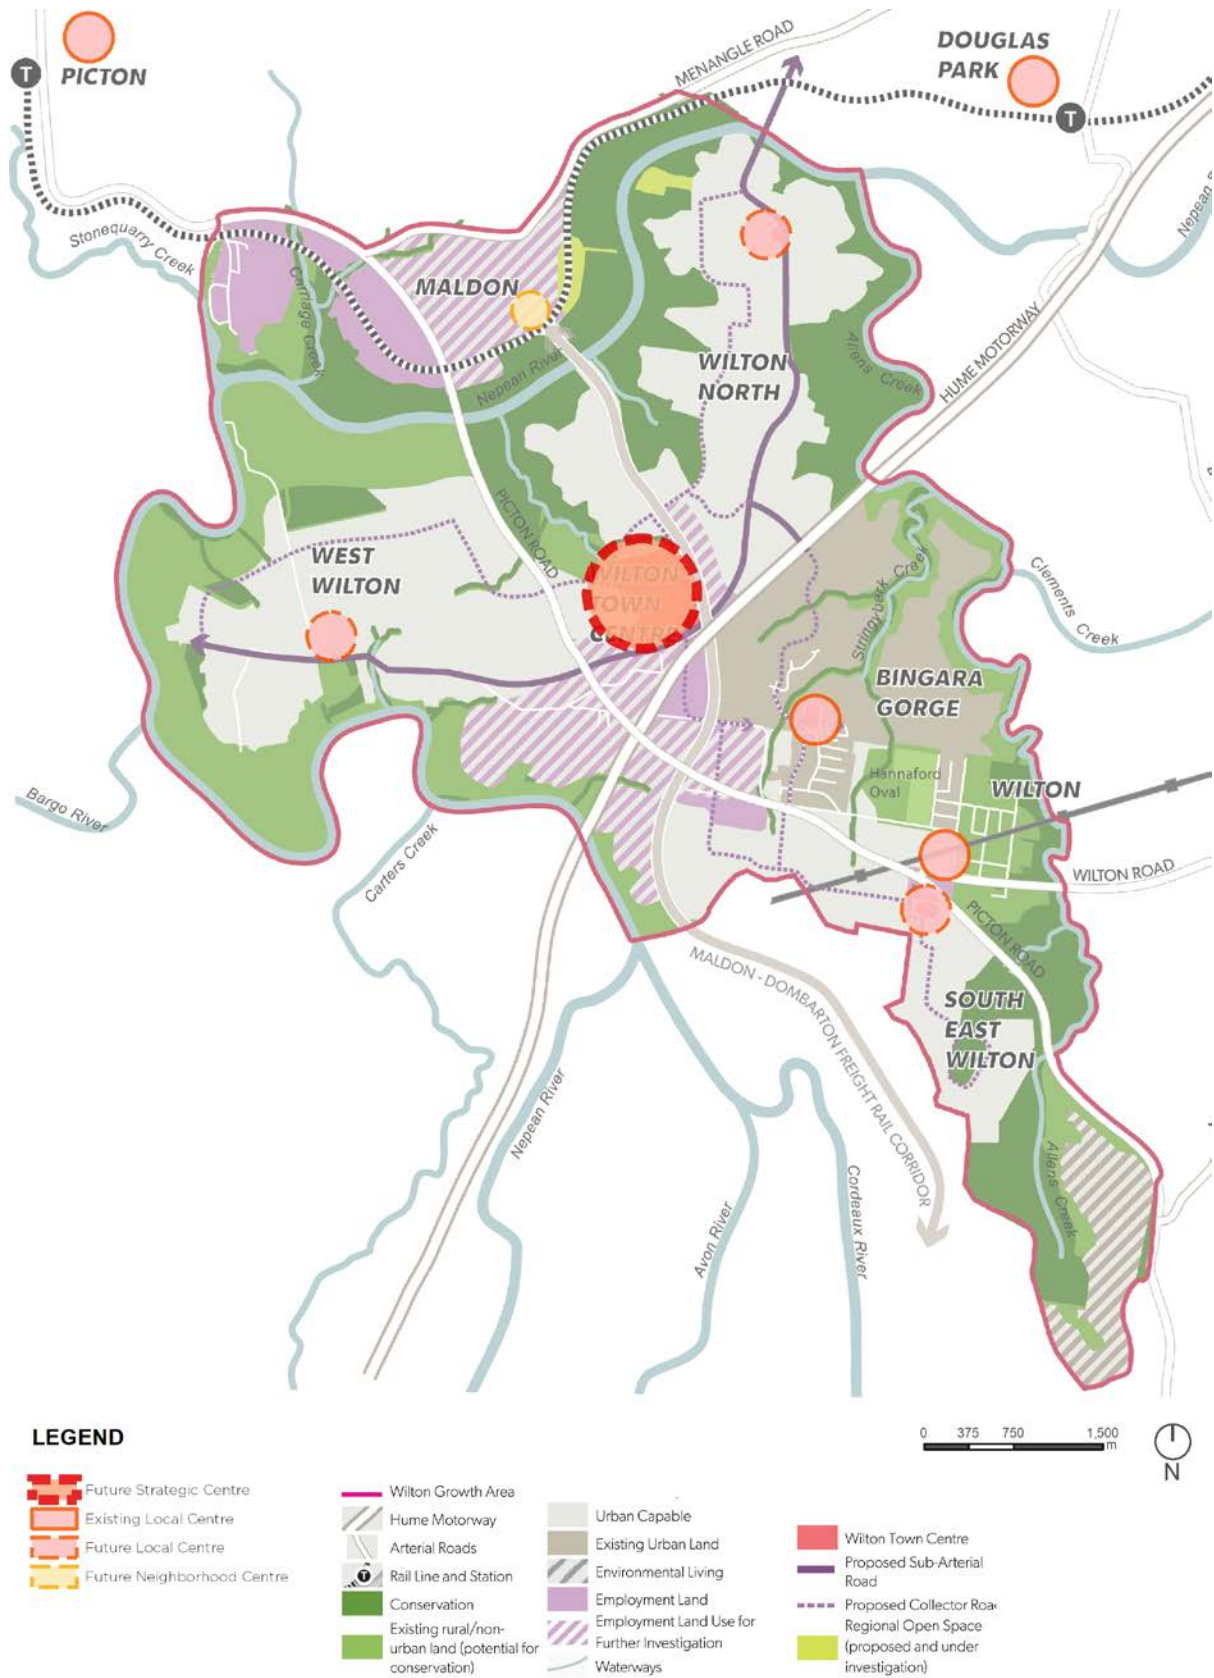 PICTON
T
DOUGLAS
PARK
T
MENANGLE ROAD
Stonequarry Creek
Carriage Creek
MALDON
Nepean River
WILTON
NORTH
Allens Creek
HUME MOTORWAY
PICTON ROAD
WEST
WILTON
WILTON
TOWN
CENTRE
Stringybark Creek
Clements Creek
BINGARA
GORGE
Hannaford
Oval
WILTON
Bargo River
Carters Creek
WILTON ROAD
PICTON ROAD
MALDON - DOMBARTON FREIGHT RAIL CORRIDOR
SOUTH
EAST
WILTON
Nepean River
Avon River
Cordeaux River
Allens Creek
LEGEND
0 375 750 1,500
m
N
Future Strategic Centre
Existing Local Centre
Future Local Centre
Future Neighborhood Centre
Wilton Growth Area
Hume Motorway
Arterial Roads
T
Rail Line and Station
Conservation
Existing rural/non-
urban land (potential for
conservation)
Urban Capable
Existing Urban Land
Environmental Living
Employment Land
Employment Land Use for
Further Investigation
Waterways
Wilton Town Centre
Proposed Sub-Arterial
Road
Proposed Collector Roa
Regional Open Space
(proposed and under
investigation)